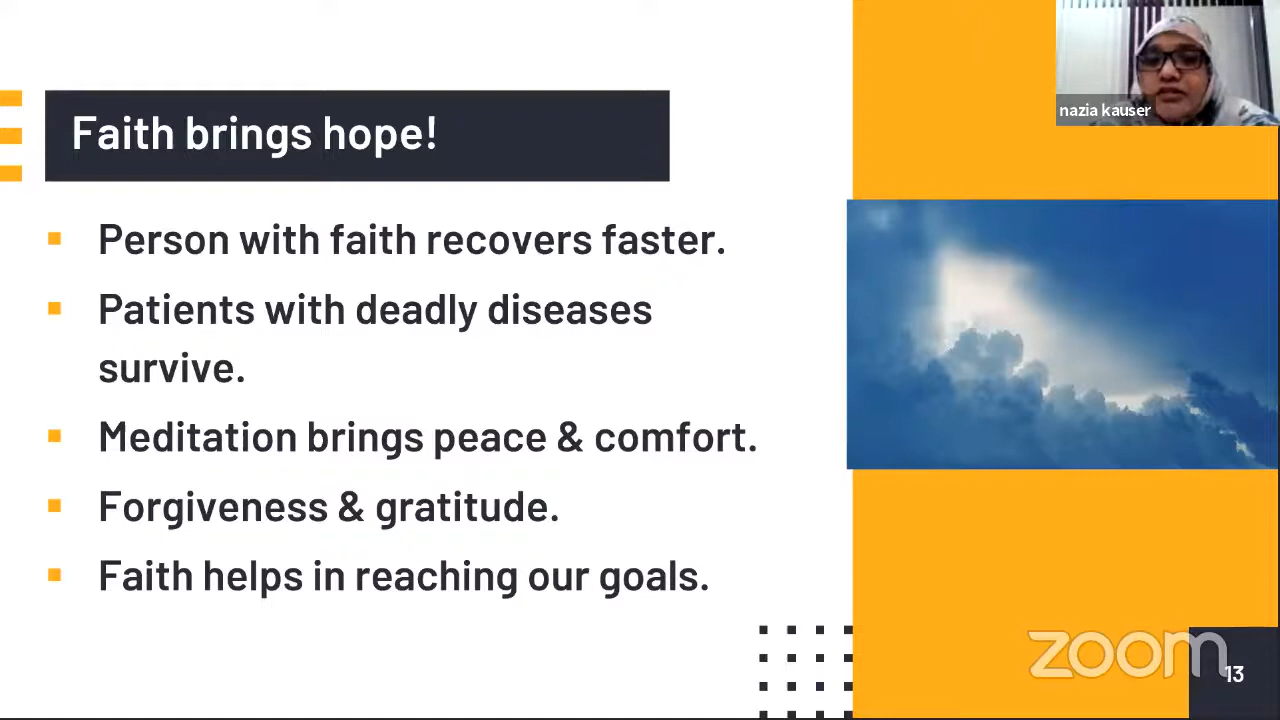 nazia kauser
Faith brings hope!
Person with faith recovers faster.
Patients with deadly diseases
survive.
Meditation brings peace & comfort.
Forgiveness & gratitude.
Faith helps in reaching our goals.
zoom
13